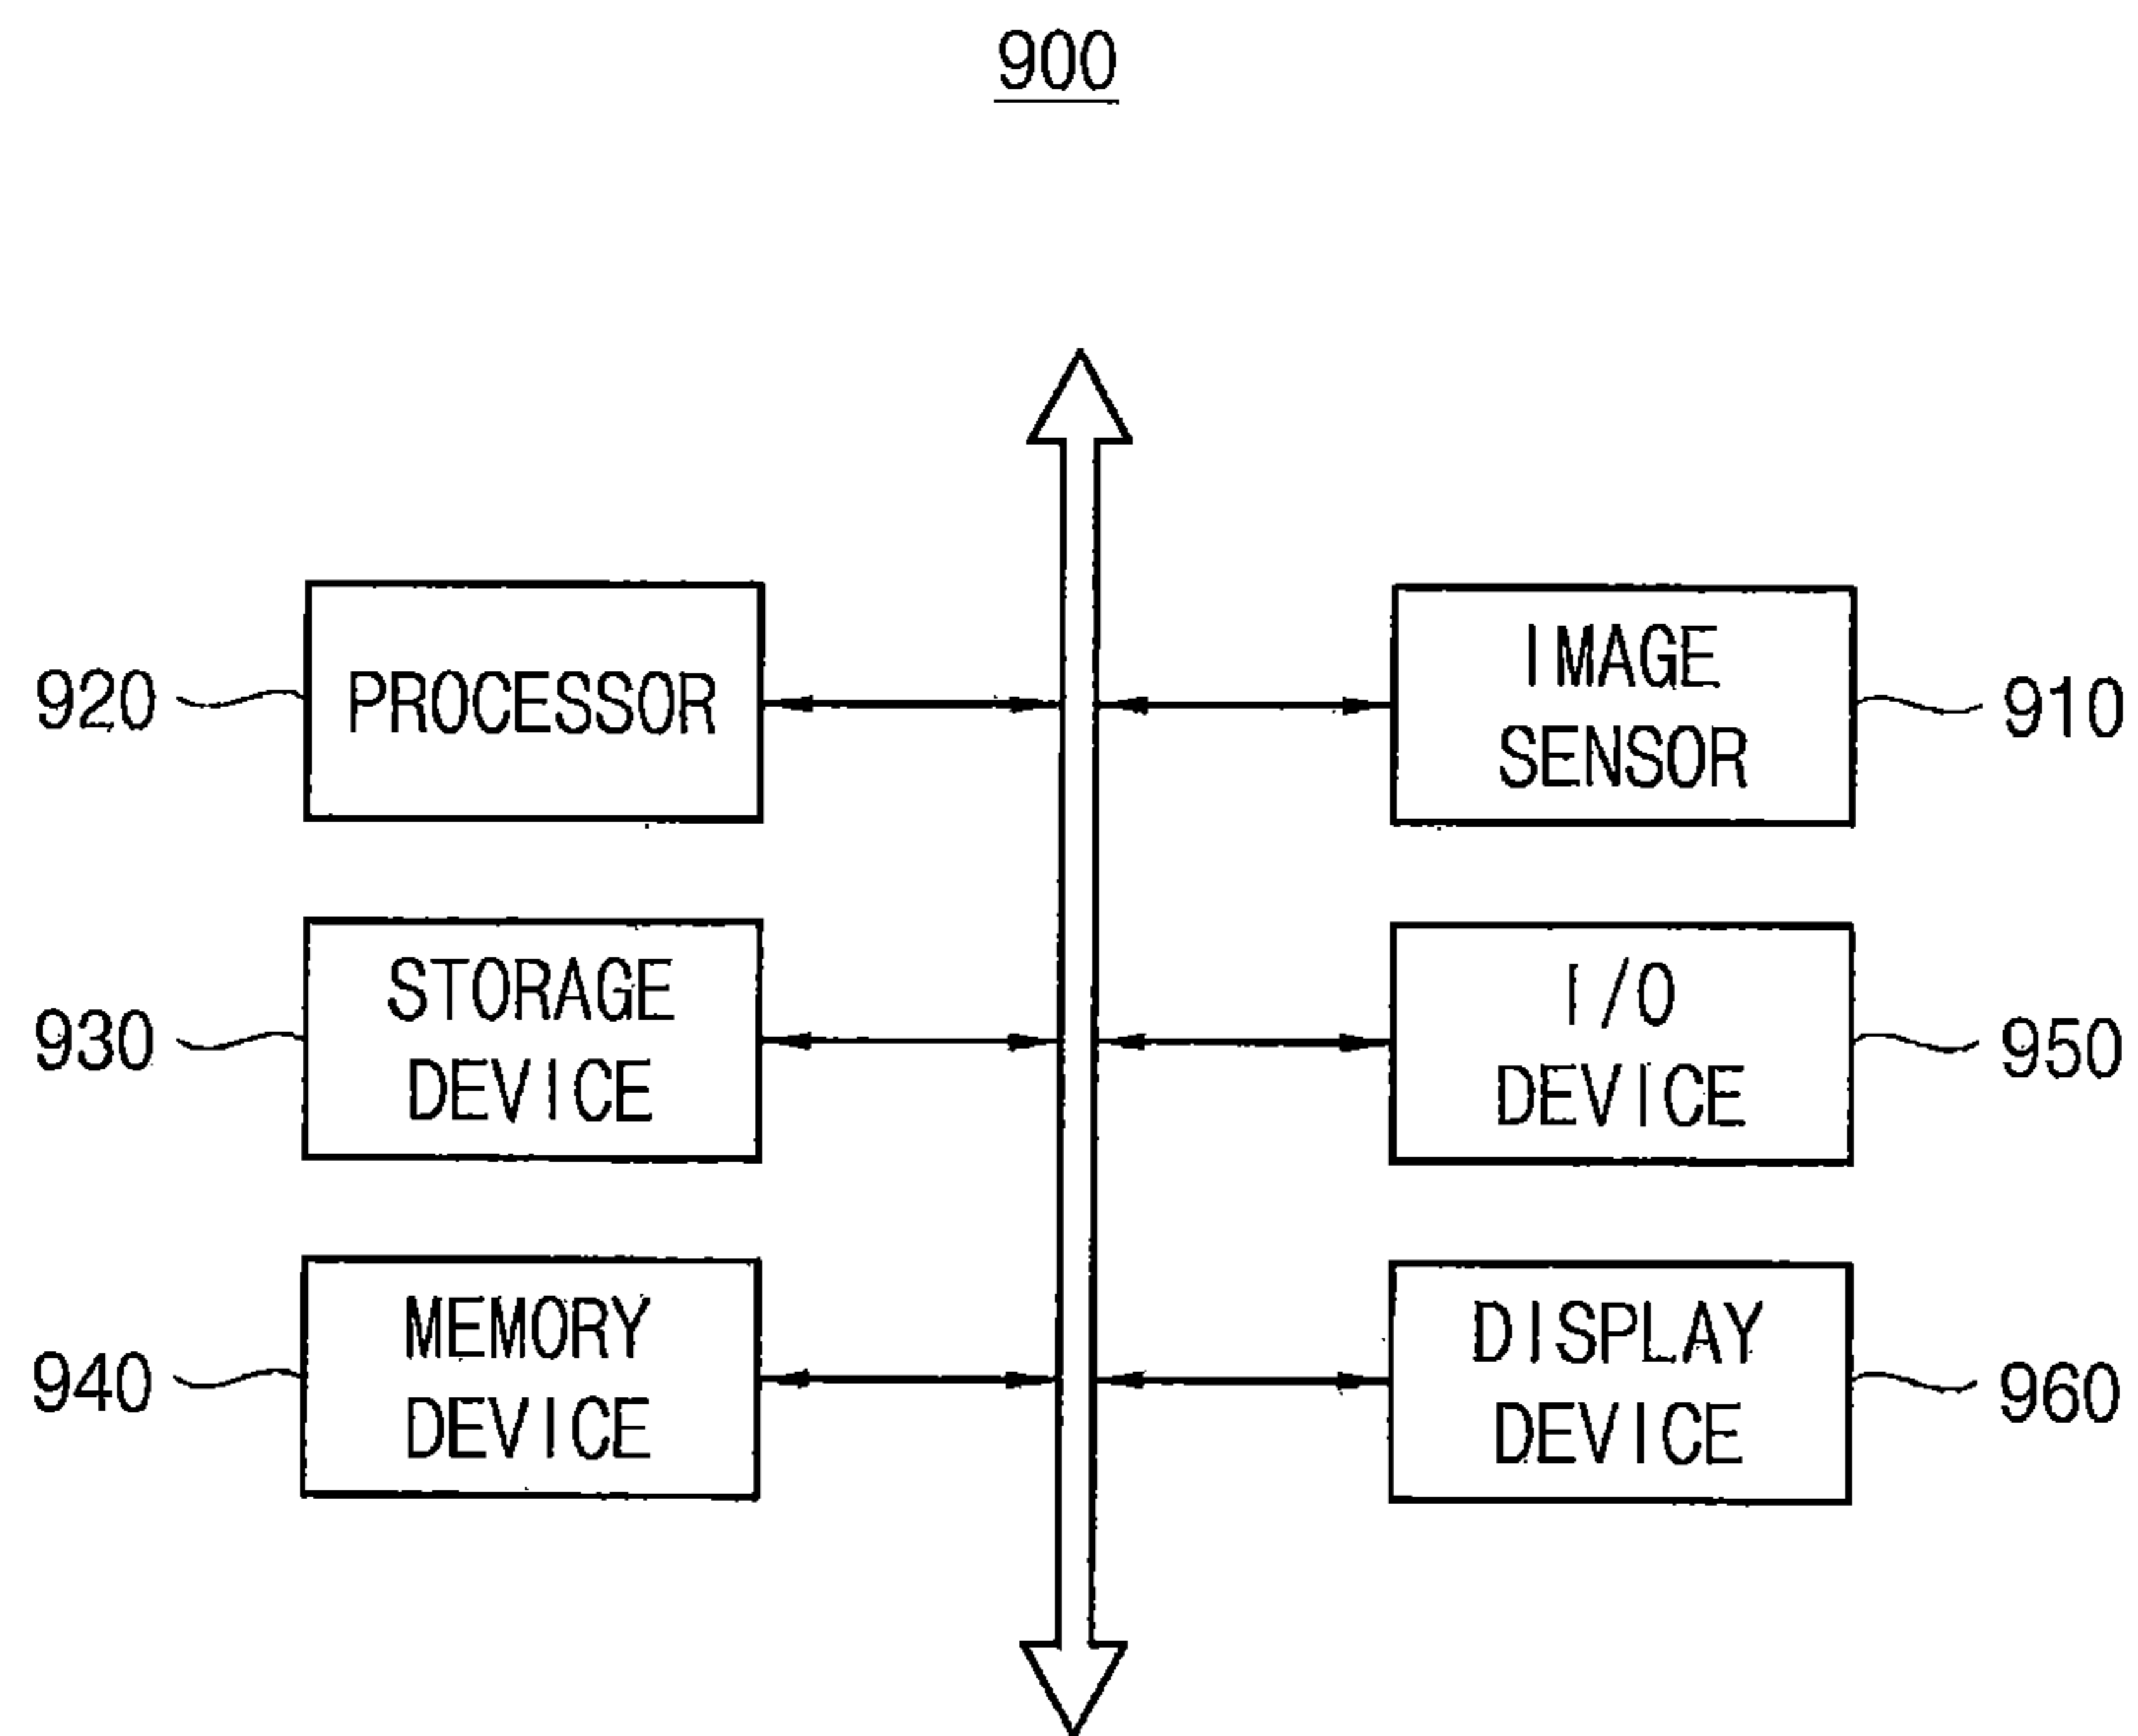 900
920
PROCESSOR
IMAGE
SENSOR
910
930
STORAGE
DEVICE
I/O
DEVICE
950
940
MEMORY
DEVICE
DISPLAY
DEVICE
960